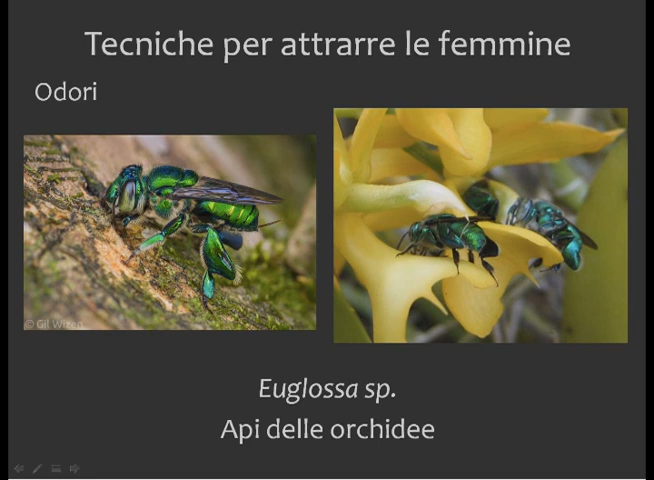 Tecniche per attrarre le femmine
Odori
© Gil Wizen
Euglossa sp.
Api delle orchidee